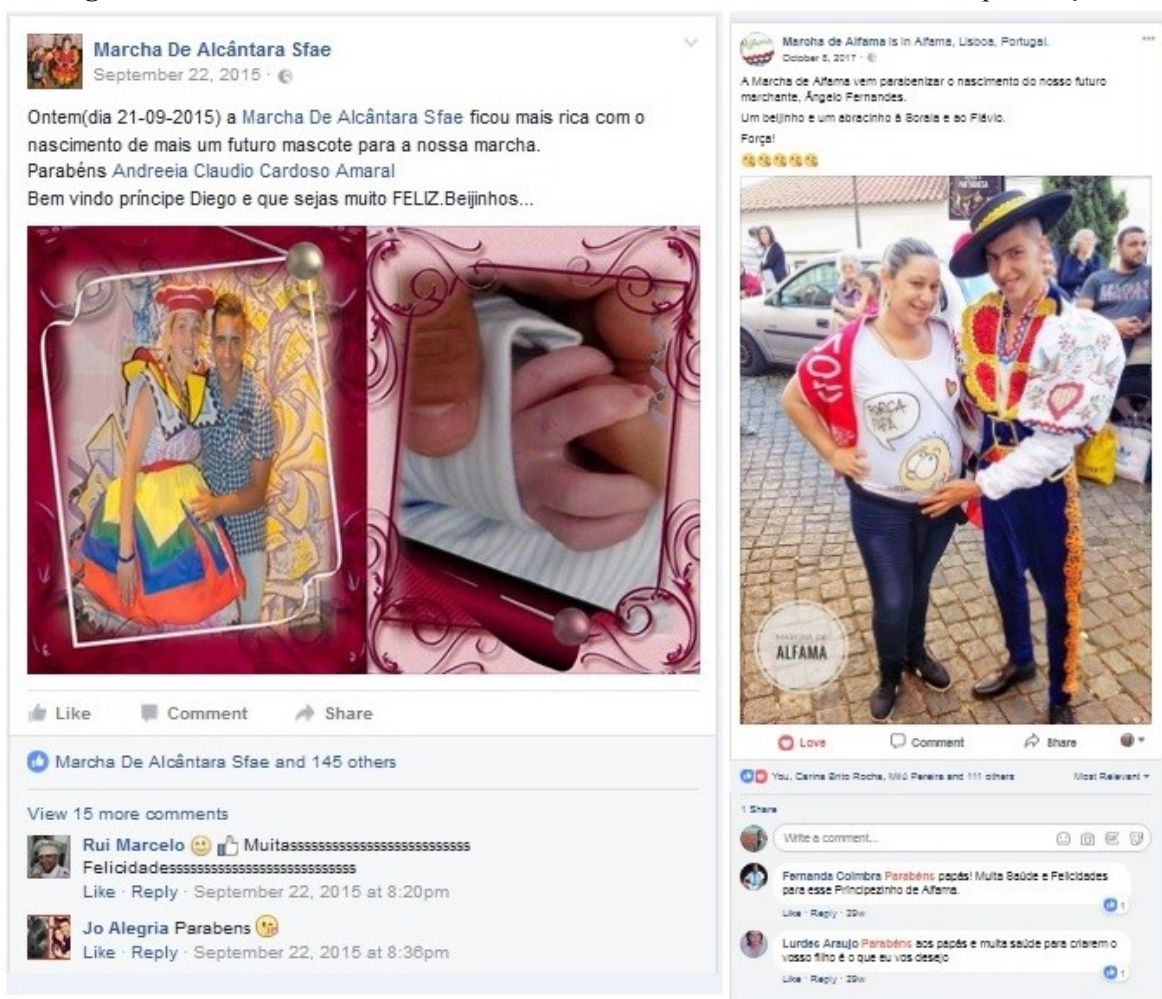 Marcha De Alcântara Sfae
September 22, 2015
Ontem(dia 21-09-2015) a Marcha De Alcântara Sfae ficou mais rica com o
nascimento de mais um futuro mascote para a nossa marcha.
Parabéns Andreeia Claudio Cardoso Amaral
Bem vindo príncipe Diego e que sejas muito FELIZ.Beijinhos...
Like Comment Share
Marcha De Alcântara Sfae and 145 others
View 15 more comments
Rui Marcelo Muitasssssssssssssssssssssssssssss
Felicidadesssssssssssssssssssssssssssss
Like · Reply · September 22, 2015 at 8:20pm
Jo Alegria Parabens
Like · Reply · September 22, 2015 at 8:36pm
Marcha de Alfama is in Alfama, Lisboa, Portugal.
October 5, 2017
A Marcha de Alfama vem parabenizar o nascimento do nosso futuro
marchante, Ângelo Fernandes.
Um beijinho e um abracinho à Soraia e ao Flávio.
Força!
FORÇA
PAPA
MARCHA DE
ALFAMA
Love Comment Share
You, Carina Brito Rocha, Milú Pereira and 111 others Most Relevant
1 Share
Write a comment...
Fernanda Coimbra Parabéns papás! Muita Saúde e Felicidades
para esse Principezinho de Alfama.
1
Like · Reply · 29w
Lurdes Araujo Parabéns aos papás e muita saúde para criarem o
vosso filho é o que eu vos desejo
1
Like · Reply · 29w